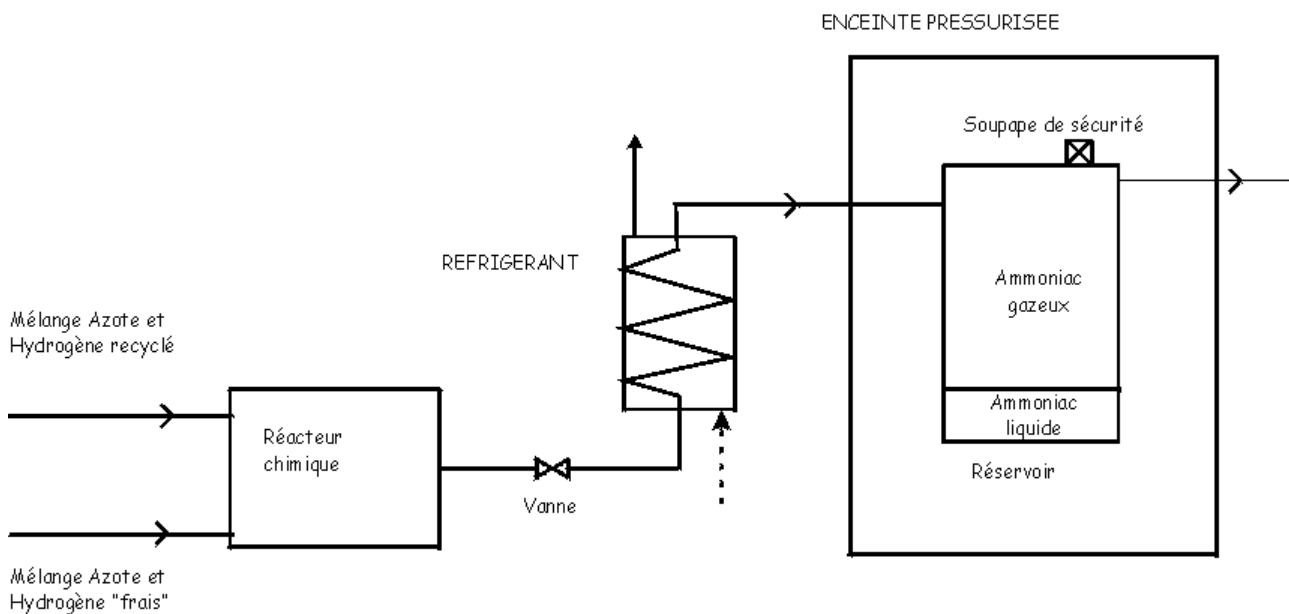 ENCEINTE PRESSURISEE
Soupape de sécurité
REFRIGERANT
Ammoniac
gazeux
Mélange Azote et
Hydrogène recyclé
Réacteur
chimique
Ammoniac
liquide
Réservoir
Vanne
Mélange Azote et
Hydrogène "frais"